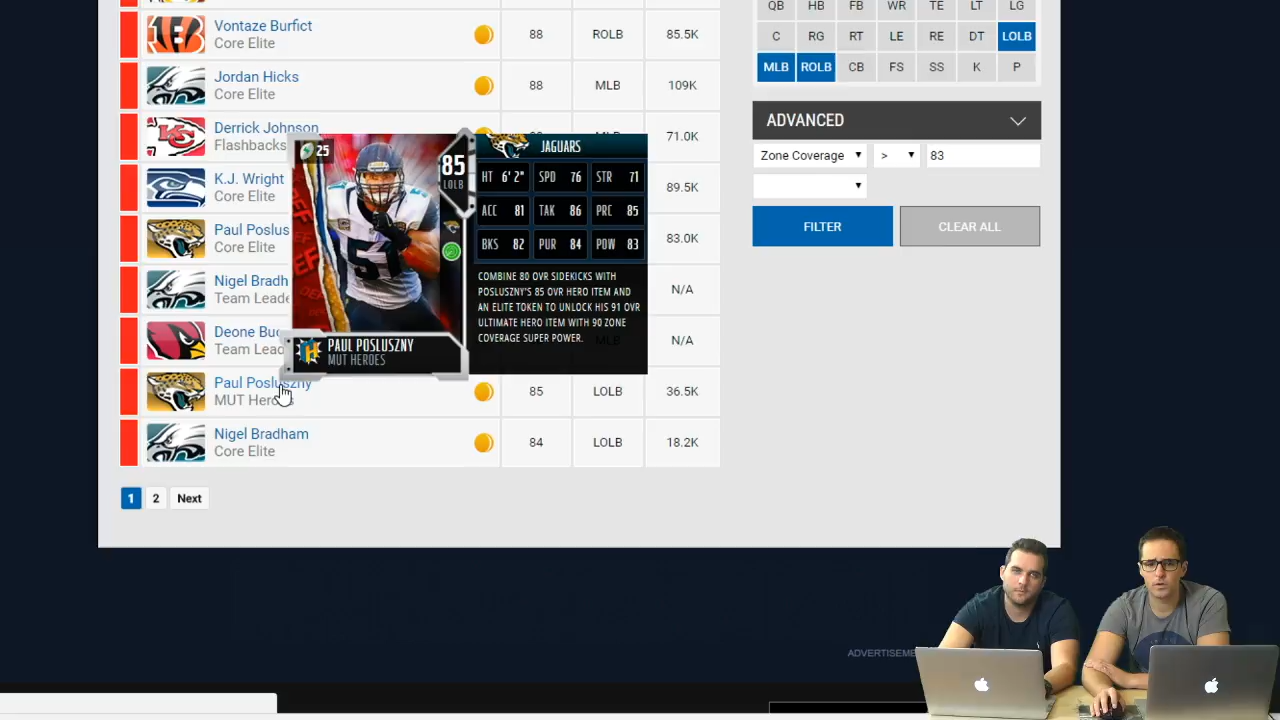 Vontaze Burfict
Core Elite
88
ROLB
85.5K
Jordan Hicks
Core Elite
88
MLB
109K
Derrick Johnson
Flashbacks
71.0K
K.J. Wright
Core Elite
89.5K
Paul Poslus
Core Elite
83.0K
Nigel Bradh
Team Leade
N/A
Deone Buc
Team Lead
MLB
N/A
Paul Posluszny
MUT Heroes
85
LOLB
36.5K
Nigel Bradham
Core Elite
84
LOLB
18.2K
25
85
LOLB
DEF
51
PAUL POSLUSZNY
MUT HEROES
JAGUARS
HT 6' 2" SPD 76 STR 71
ACC 81 TAK 86 PRC 85
BKS 82 PUR 84 POW 83
COMBINE 80 OVR SIDEKICKS WITH
POSLUSZNY'S 85 OVR HERO ITEM AND
AN ELITE TOKEN TO UNLOCK HIS 91 OVR
ULTIMATE HERO ITEM WITH 90 ZONE
COVERAGE SUPER POWER.
1 2 Next
QB HB FB WR TE LT LG
C RG RT LE RE DT LOLB
MLB ROLB CB FS SS K P
ADVANCED
Zone Coverage > 83
FILTER CLEAR ALL
ADVERTISEME